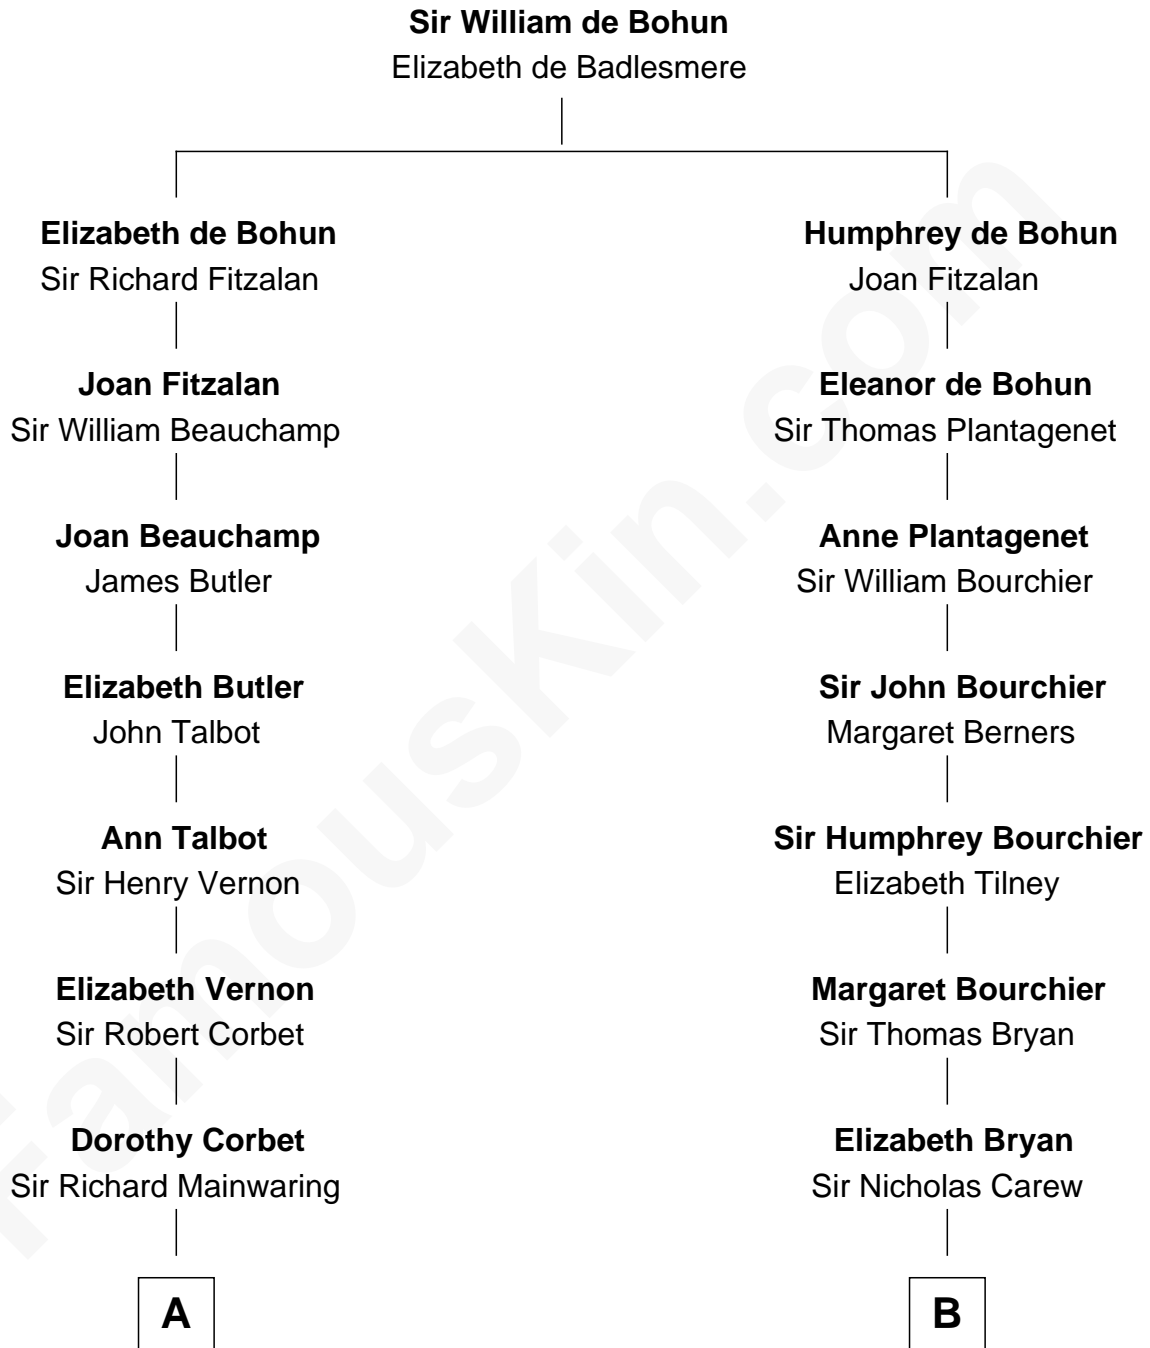 Sir William de Bohun
Elizabeth de Badlesmere
Elizabeth de Bohun
Sir Richard Fitzalan
Humphrey de Bohun
Joan Fitzalan
Joan Fitzalan
Sir William Beauchamp
Eleanor de Bohun
Sir Thomas Plantagenet
Joan Beauchamp
James Butler
Anne Plantagenet
Sir William Bourchier
Elizabeth Butler
John Talbot
Sir John Bourchier
Margaret Berners
Ann Talbot
Sir Henry Vernon
Sir Humphrey Bourchier
Elizabeth Tilney
Elizabeth Vernon
Sir Robert Corbet
Margaret Bourchier
Sir Thomas Bryan
Dorothy Corbet
Sir Richard Mainwaring
Elizabeth Bryan
Sir Nicholas Carew
A
B
FamousKin.com